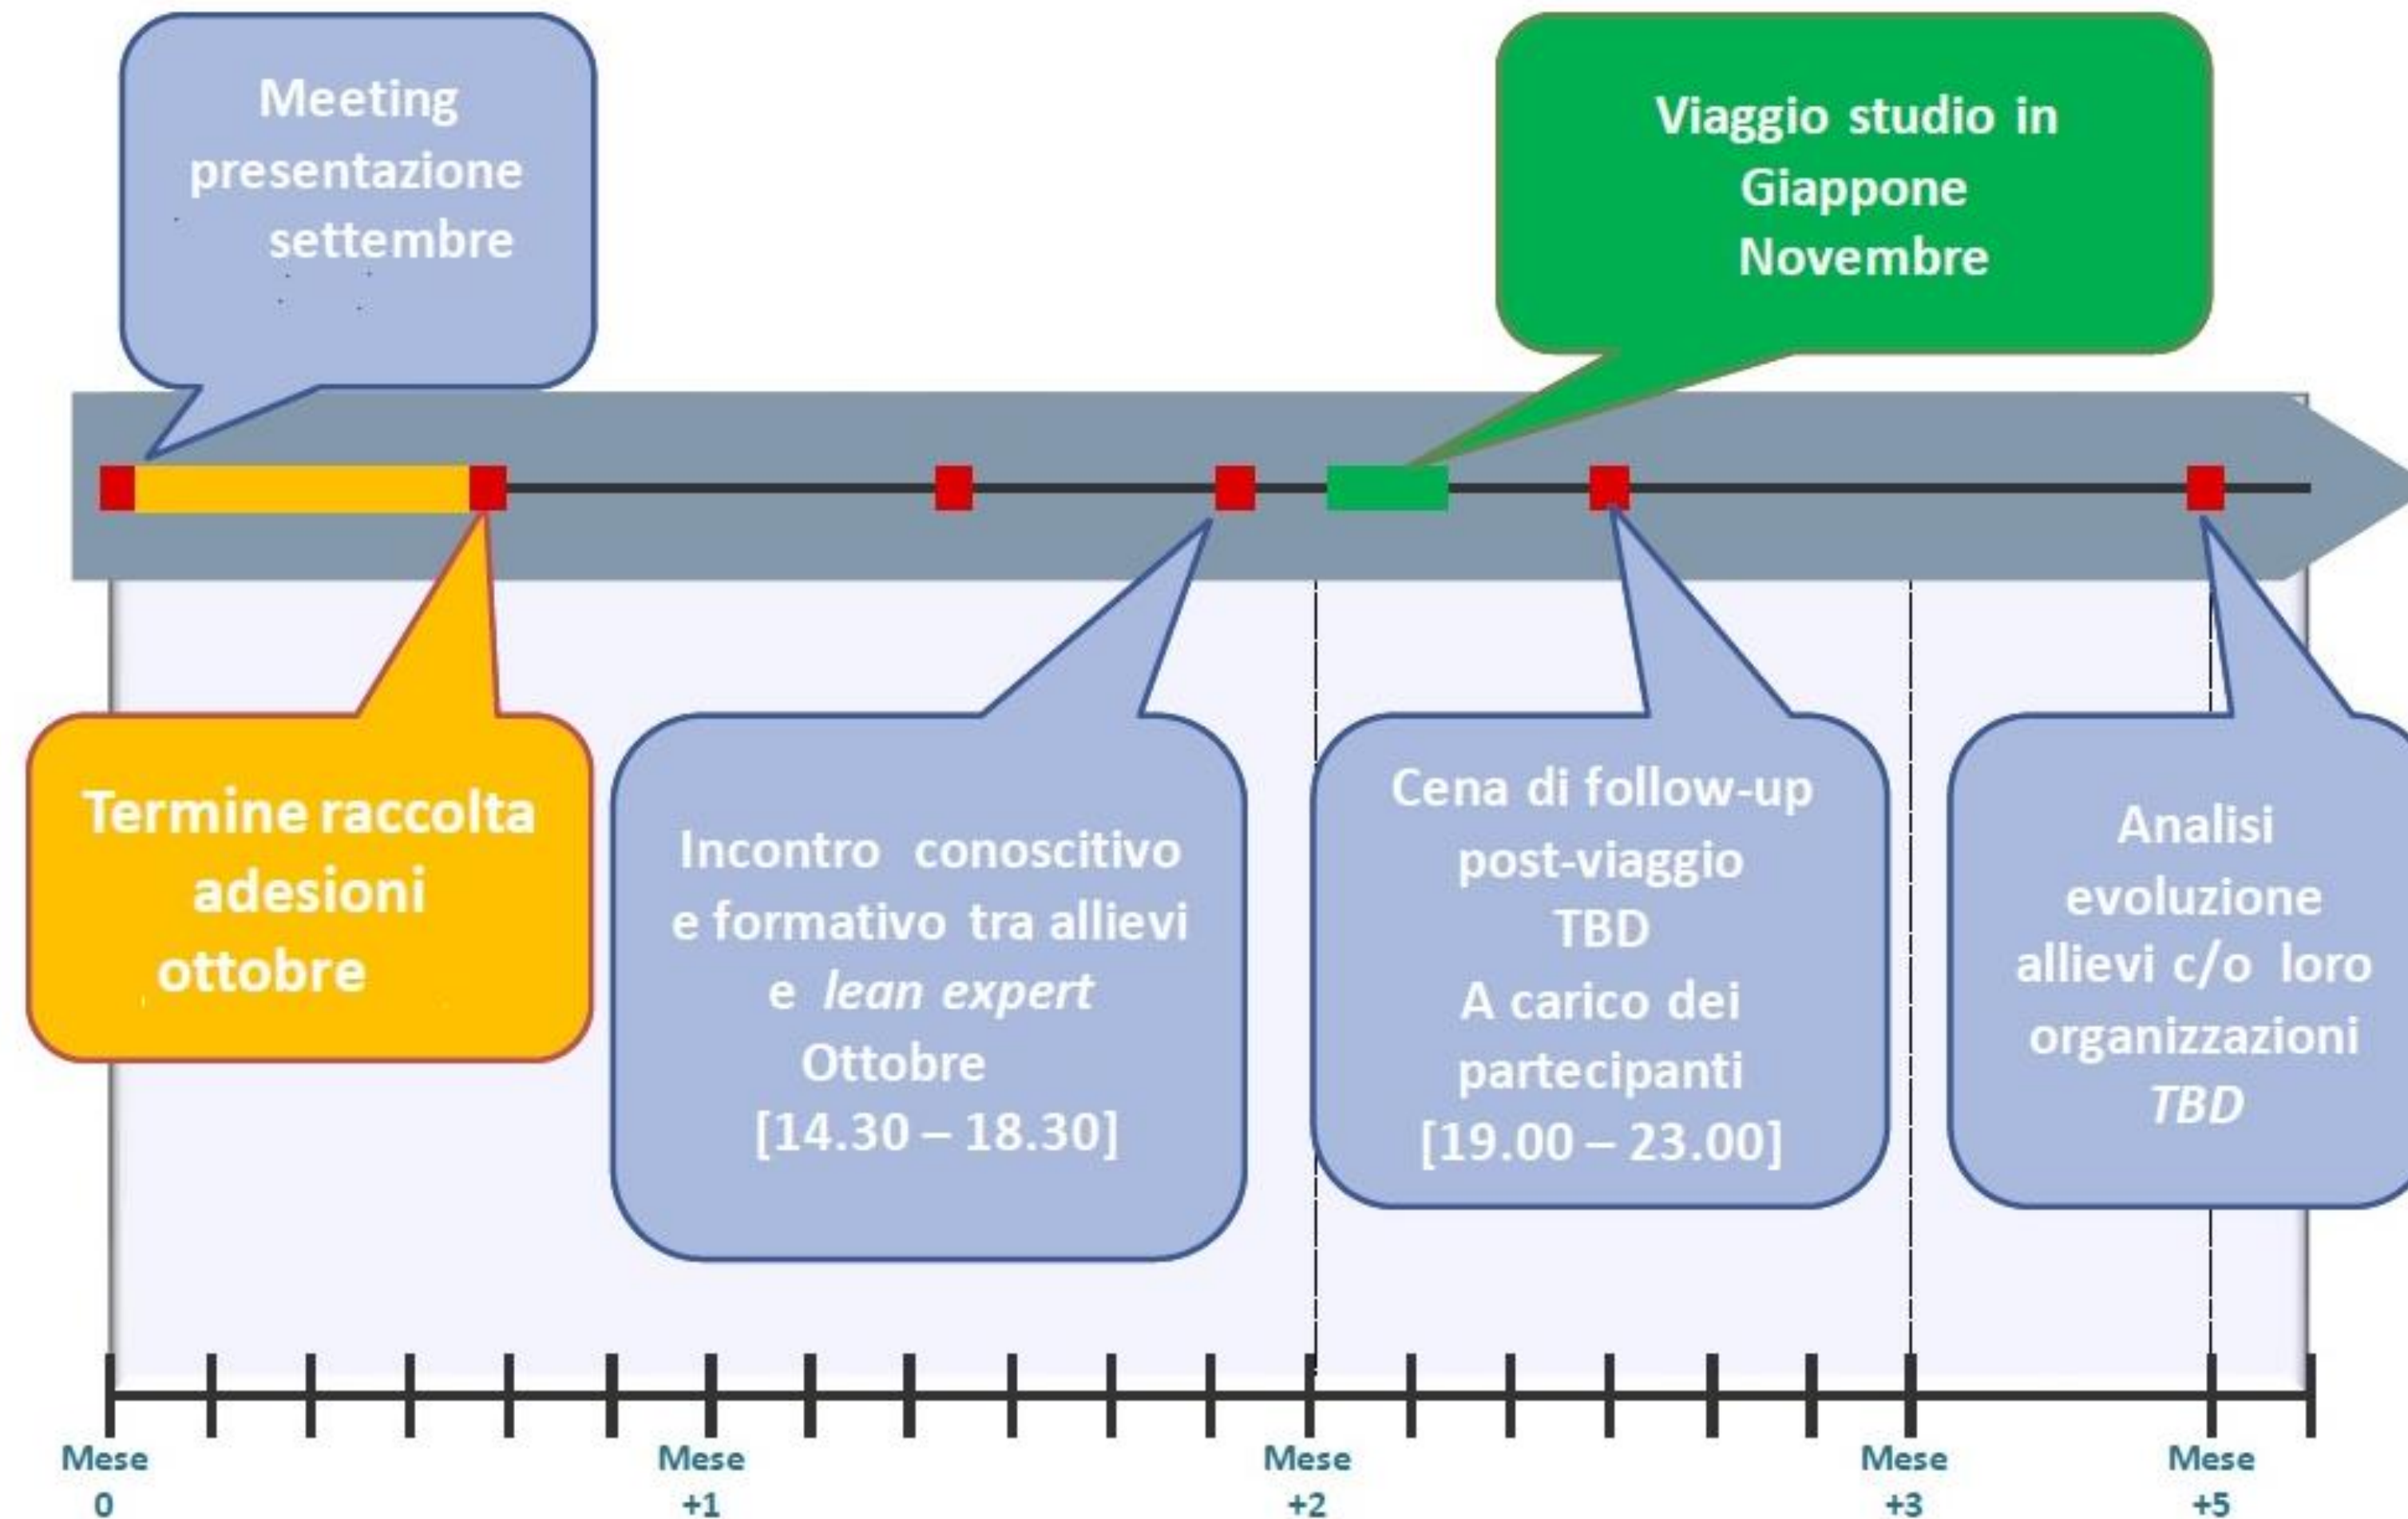 Meeting
presentazione
settembre
Viaggio studio in
Giappone
Novembre
Termine raccolta
adesioni
ottobre
Incontro conoscitivo
e formativo tra allievi
e lean expert
Ottobre
[14.30 – 18.30]
Cena di follow-up
post-viaggio
TBD
A carico dei
partecipanti
[19.00 – 23.00]
Analisi
evoluzione
allievi c/o loro
organizzazioni
TBD
Mese
0
Mese
+1
Mese
+2
Mese
+3
Mese
+5